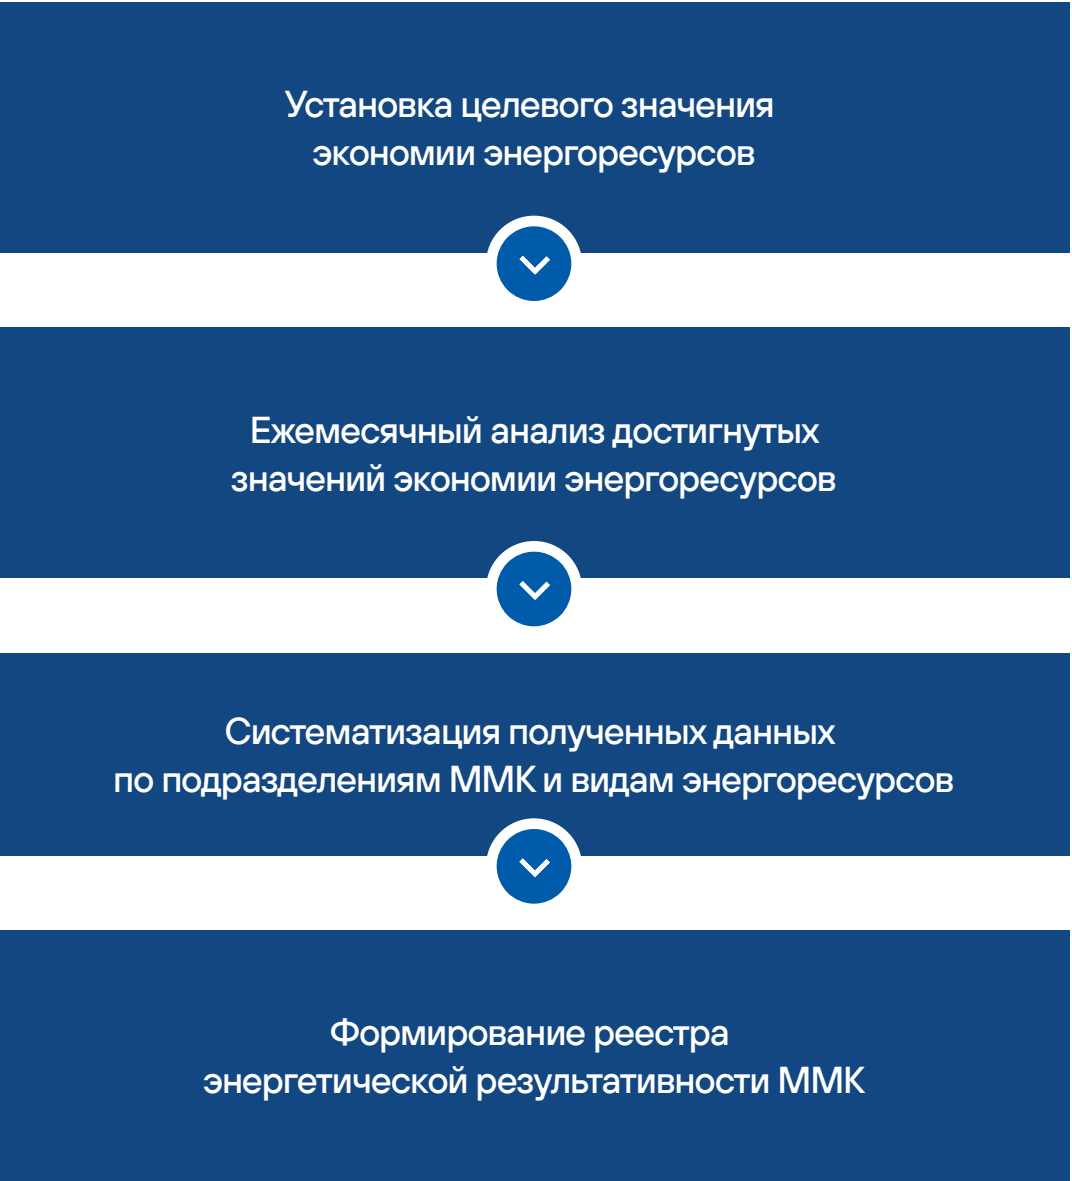 Установка целевого значения
экономии энергоресурсов
Ежемесячный анализ достигнутых
значений экономии энергоресурсов
Систематизация полученных данных
по подразделениям ММК и видам энергоресурсов
Формирование реестра
энергетической результативности ММК